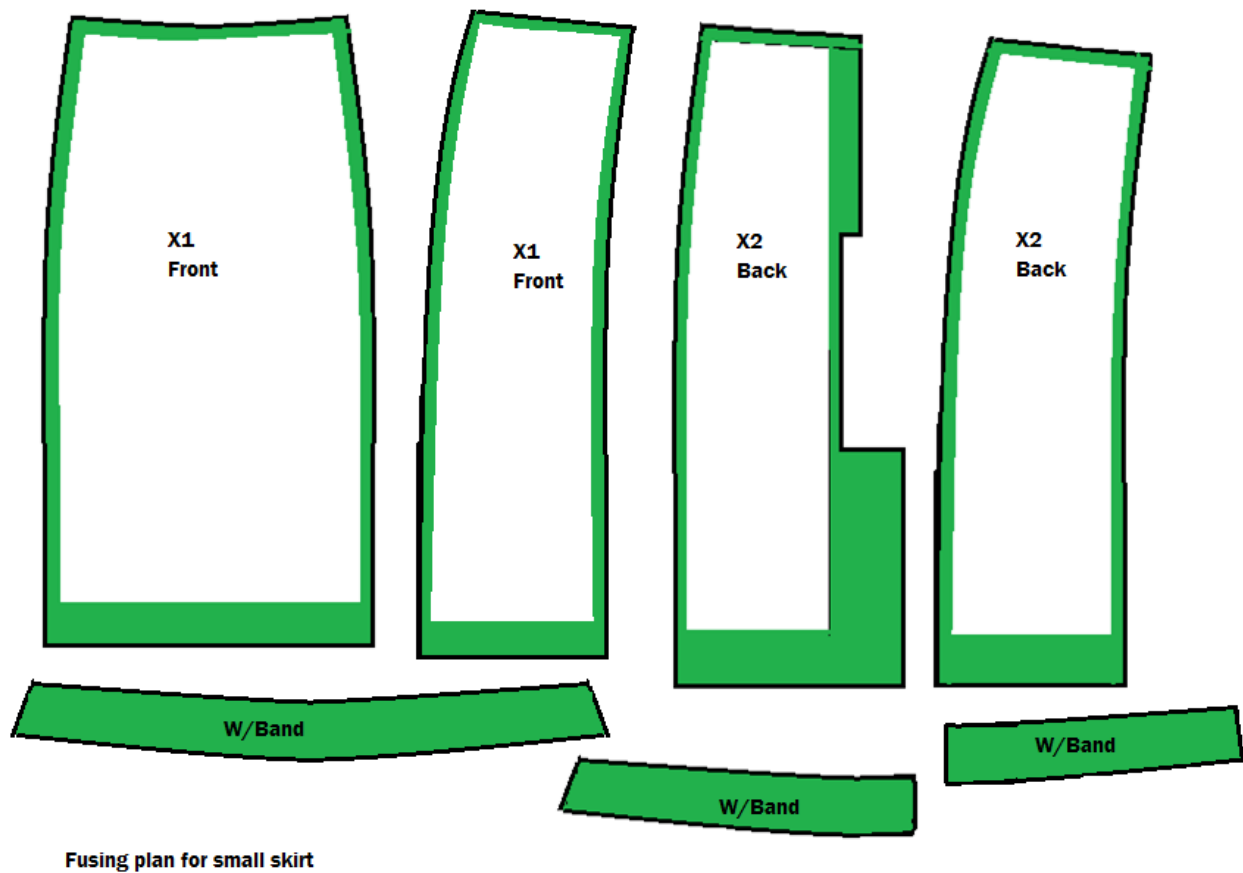 X1
Front
X1
Front
X2
Back
X2
Back
W/Band
W/Band
W/Band
Fusing plan for small skirt